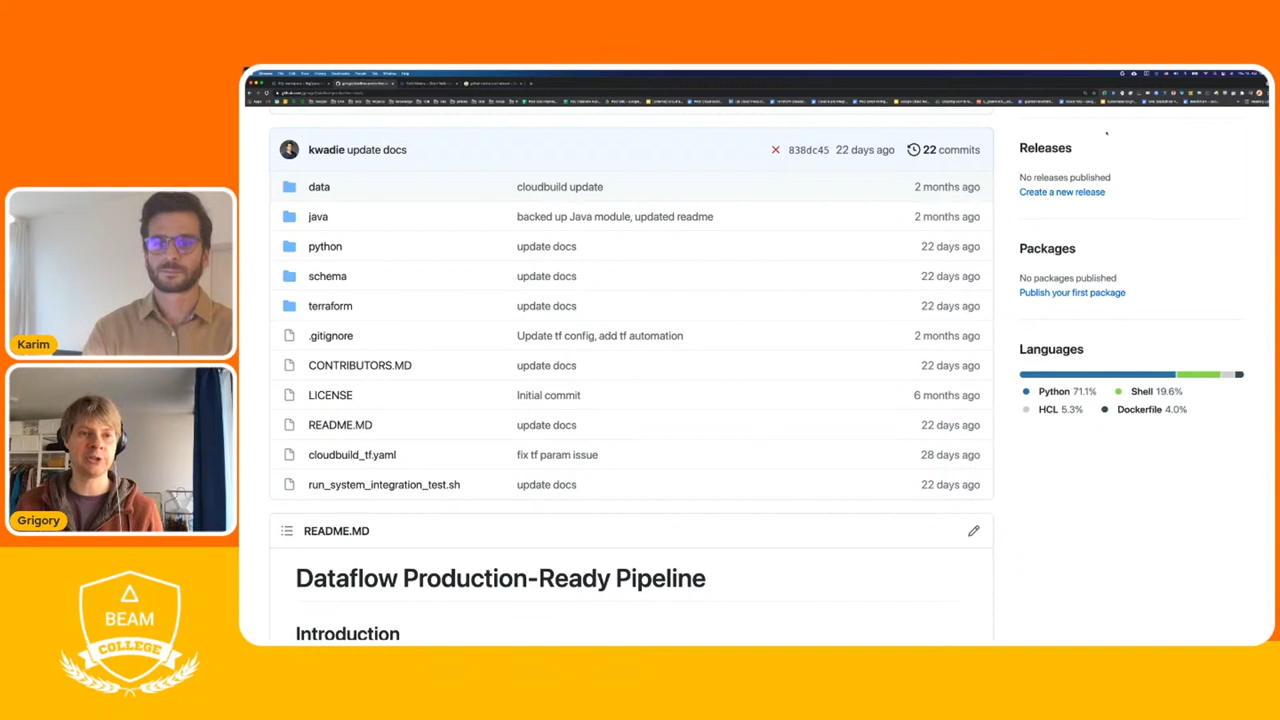 kwadie update docs
838dc45 22 days ago 22 commits
data cloudbuild update 2 months ago
java backed up Java module, updated readme 2 months ago
python update docs 22 days ago
schema update docs 22 days ago
terraform update docs 22 days ago
.gitignore Update tf config, add tf automation 2 months ago
CONTRIBUTORS.MD update docs 22 days ago
LICENSE Initial commit 6 months ago
README.MD update docs 22 days ago
cloudbuild_tf.yaml fix tf param issue 28 days ago
run_system_integration_test.sh update docs 22 days ago
README.MD
Dataflow Production-Ready Pipeline
Introduction
Releases
No releases published
Create a new release
Packages
No packages published
Publish your first package
Languages
Python 71.1% Shell 19.6%
HCL 5.3% Dockerfile 4.0%
Karim
Grigory
BEAM
COLLEGE